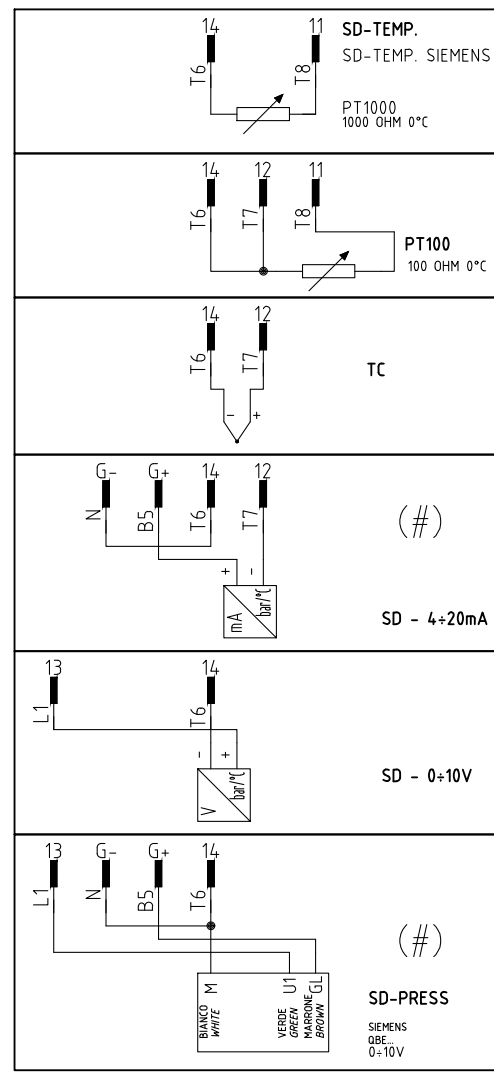 14 11 SD-TEMP.
SD-TEMP. SIEMENS
T6 T8
PT1000
1000 OHM 0°C
14 12 11
T6 T7 T8
PT100
100 OHM 0°C
14 12
T6 T7
TC
- +
G- G+ 14 12
N B5 T6 T7
(#)
+ -
mA bar/°C
SD - 4÷20mA
13 14
L1 T6
- +
V bar/°C
SD - 0÷10V
13 G- G+ 14
L1 N B5 T6
(#)
M U1 GL
BIANCO
WHITE
VERDE
GREEN
MARRONE
BROWN
SD-PRESS
SIEMENS
QBE...
0÷10V